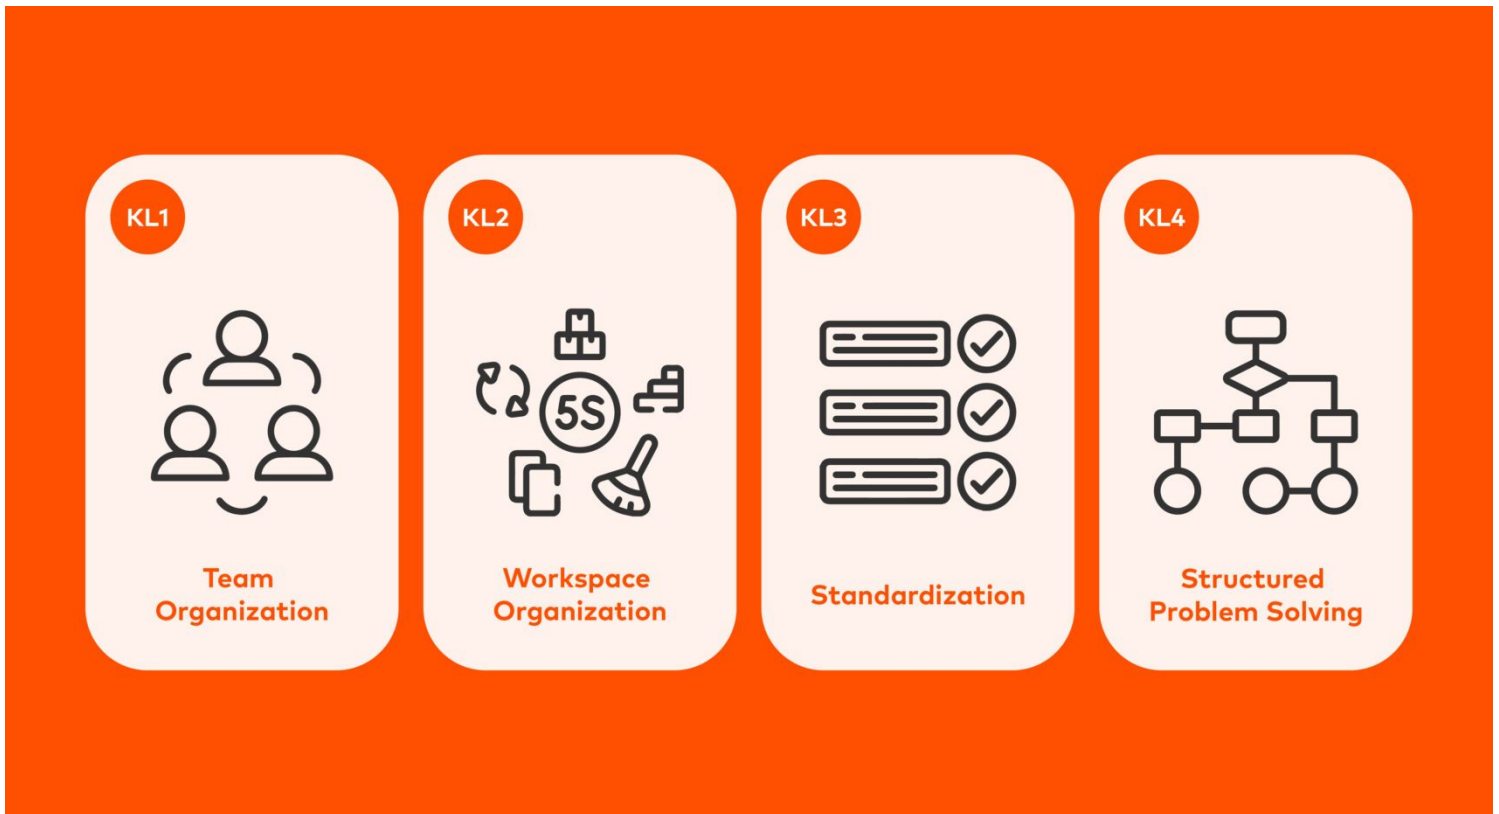 KL1
Team
Organization
KL2
5S
Workspace
Organization
KL3
Standardization
KL4
Structured
Problem Solving